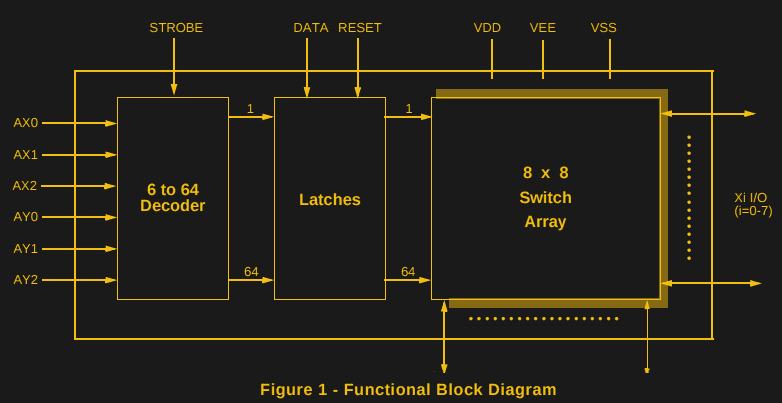 STROBE
DATA
RESET
VDD
VEE
VSS
AX0
AX1
AX2
AY0
AY1
AY2
6 to 64
Decoder
1
64
Latches
1
64
8 x 8
Switch
Array
Xi I/O
(i=0-7)
Figure 1 - Functional Block Diagram